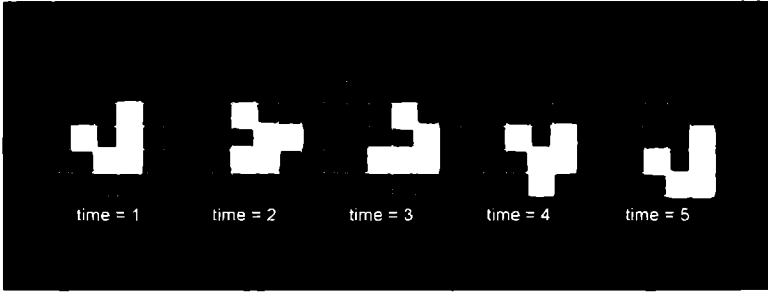 time = 1 time = 2 time = 3 time = 4 time = 5